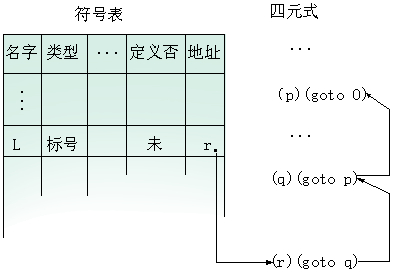 符号表
四元式
名字 类型 ··· 定义否 地址
···
⋮
(p)(goto 0)
···
L 标号 未 r
(q)(goto p)
(r)(goto q)